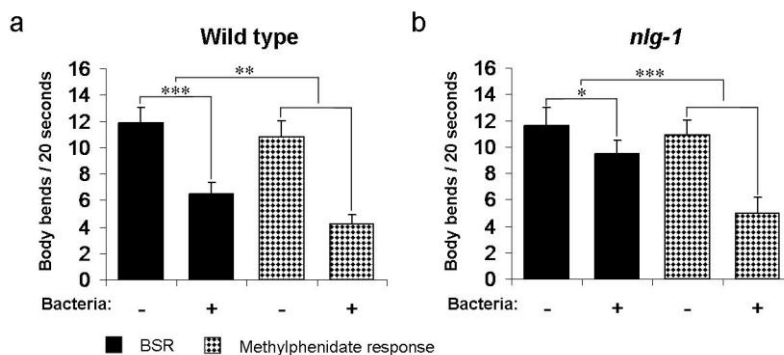 a
Wild type
Body bends / 20 seconds
16
14
12
10
8
6
4
2
0
***
**
Bacteria:
- + - +
b
nlg-1
Body bends / 20 seconds
16
14
12
10
8
6
4
2
0
*
***
Bacteria:
- + - +
BSR
Methylphenidate response